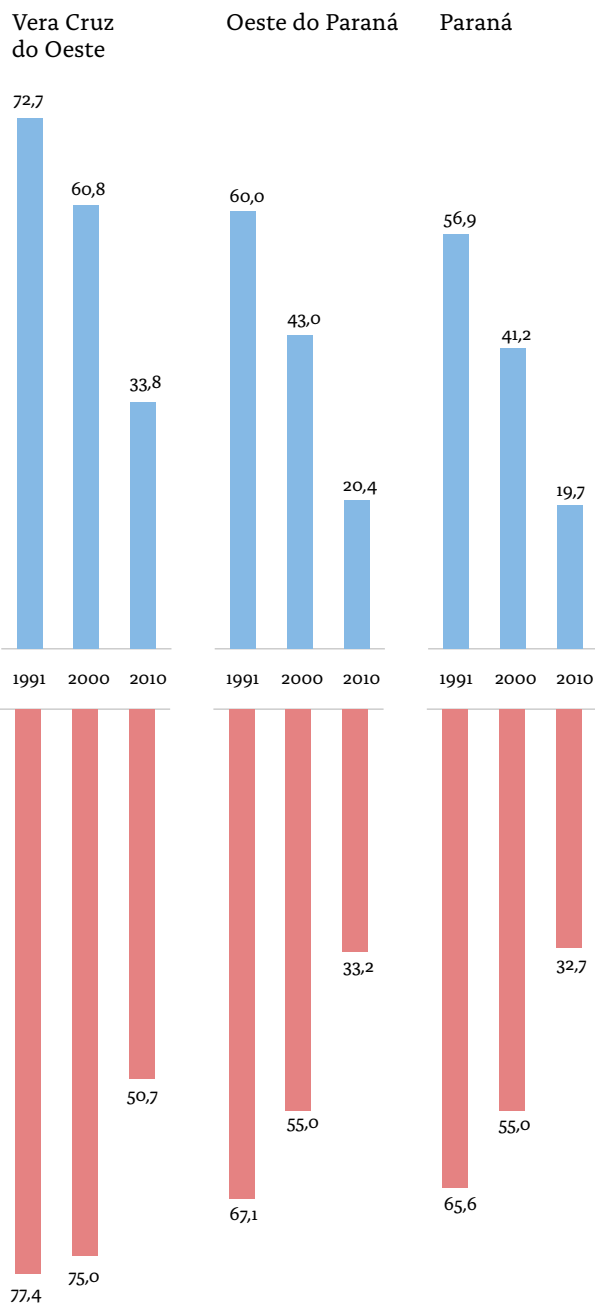 Vera Cruz
do Oeste
Oeste do Paraná
Paraná
72,7
60,8
33,8
60,0
43,0
20,4
56,9
41,2
19,7
1991 2000 2010
1991 2000 2010
1991 2000 2010
77,4
75,0
50,7
67,1
55,0
33,2
65,6
55,0
32,7